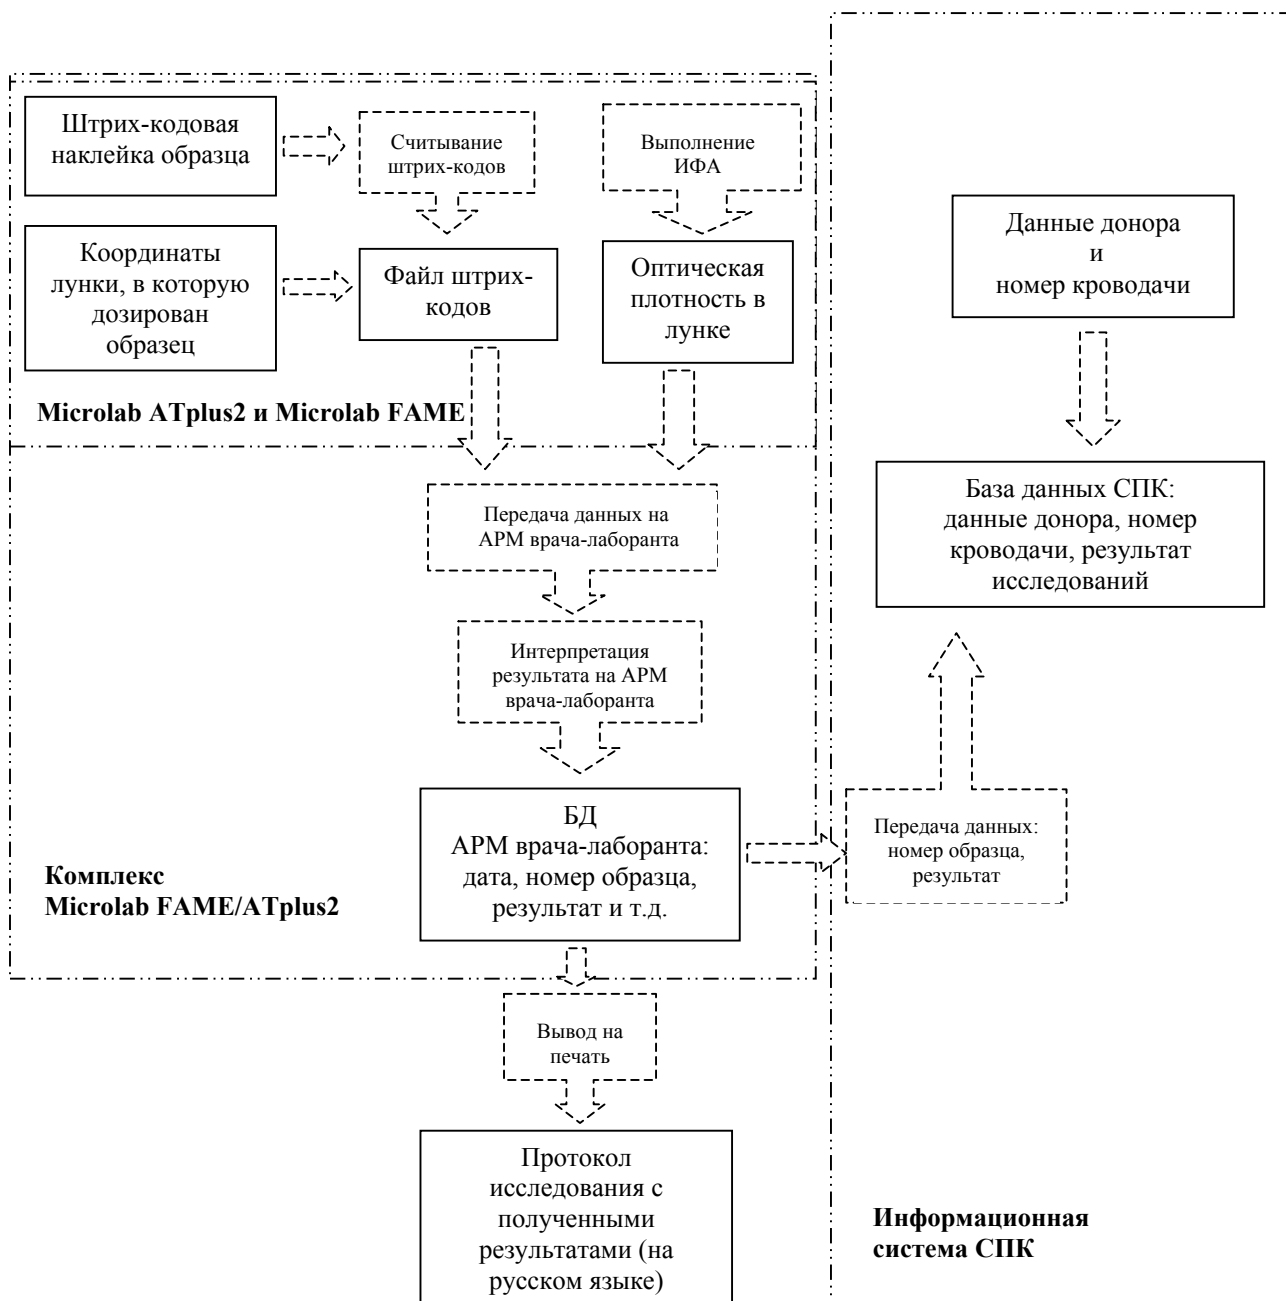 Штрих-кодовая
наклейка образца
Считывание
штрих-кодов
Выполнение
ИФА
Координаты
лунки, в которую
дозирован
образец
Файл штрих-
кодов
Оптическая
плотность в
лунке
Microlab ATplus2 и Microlab FAME
Передача данных на
АРМ врача-лаборанта
Интерпретация
результата на АРМ
врача-лаборанта
БД
АРМ врача-лаборанта:
дата, номер образца,
результат и т.д.
Комплекс
Microlab FAME/ATplus2
Вывод на
печать
Протокол
исследования с
полученными
результатами (на
русском языке)
Данные донора
и
номер кроводачи
База данных СПК:
данные донора, номер
кроводачи, результат
исследований
Передача данных:
номер образца,
результат
Информационная
система СПК